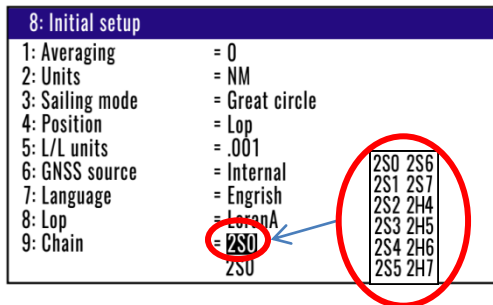 8: Initial setup
1: Averaging = 0
2: Units = NM
3: Sailing mode = Great circle
4: Position = Lop
5: L/L units = .001
6: GNSS source = Internal
7: Language = Engrish
8: Lop = LoranA
9: Chain = 2S0
2S0
2S0 2S6
2S1 2S7
2S2 2H4
2S3 2H5
2S4 2H6
2S5 2H7